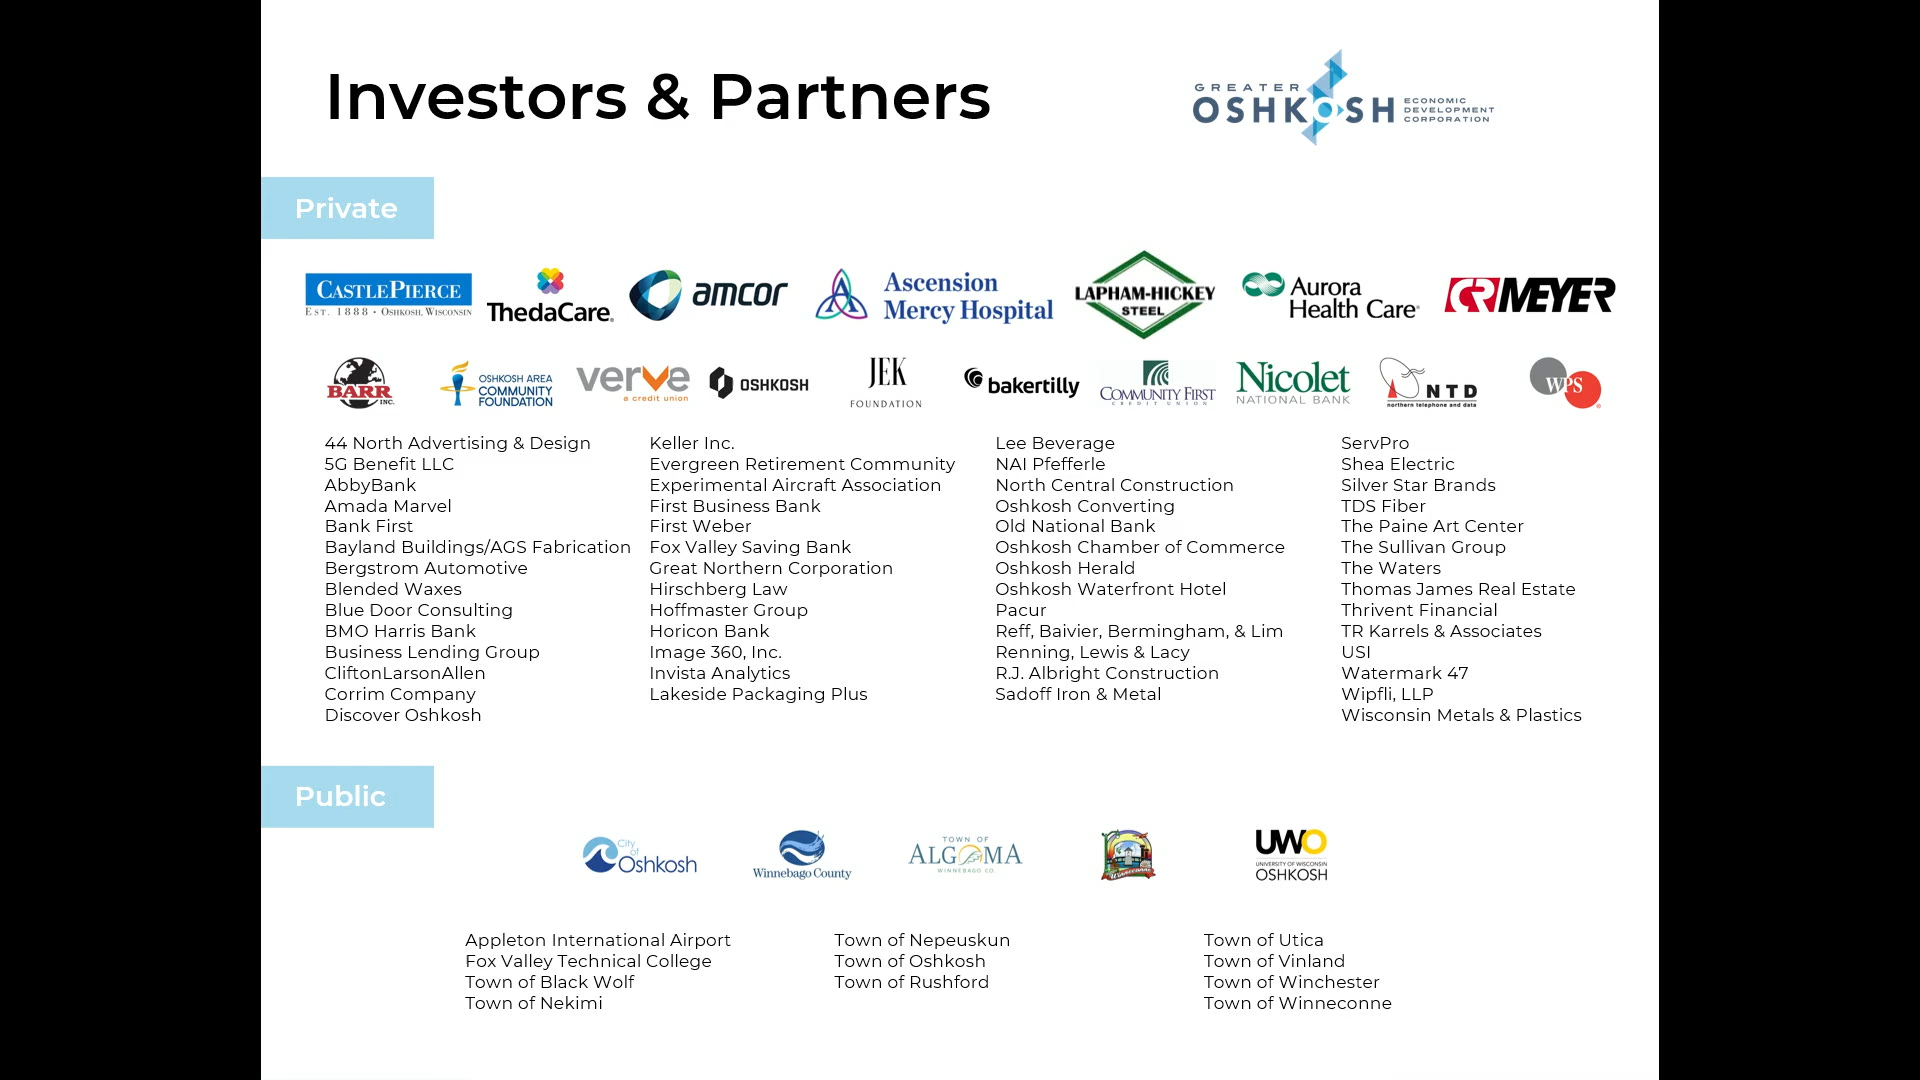 Investors & Partners
GREATER
OSHKOSH
ECONOMIC
DEVELOPMENT
CORPORATION
Private
CASTLEPIERCE
EST. 1888 • OSHKOSH, WISCONSIN
ThedaCare
amcor
Ascension
Mercy Hospital
LAPHAM-HICKEY
STEEL
Aurora
Health Care
CR MEYER
BARR
INC.
OSHKOSH AREA
COMMUNITY
FOUNDATION
verve
a credit union
OSHKOSH
JEK
FOUNDATION
bakertilly
COMMUNITY FIRST
CREDIT UNION
Nicolet
NATIONAL BANK
NTD
northern telephone and data
WPS
44 North Advertising & Design
5G Benefit LLC
AbbyBank
Amada Marvel
Bank First
Bayland Buildings/AGS Fabrication
Bergstrom Automotive
Blended Waxes
Blue Door Consulting
BMO Harris Bank
Business Lending Group
CliftonLarsonAllen
Corrim Company
Discover Oshkosh
Keller Inc.
Evergreen Retirement Community
Experimental Aircraft Association
First Business Bank
First Weber
Fox Valley Saving Bank
Great Northern Corporation
Hirschberg Law
Hoffmaster Group
Horicon Bank
Image 360, Inc.
Invista Analytics
Lakeside Packaging Plus
Lee Beverage
NAI Pfefferle
North Central Construction
Oshkosh Converting
Old National Bank
Oshkosh Chamber of Commerce
Oshkosh Herald
Oshkosh Waterfront Hotel
Pacur
Reff, Baivier, Bermingham, & Lim
Renning, Lewis & Lacy
R.J. Albright Construction
Sadoff Iron & Metal
ServPro
Shea Electric
Silver Star Brands
TDS Fiber
The Paine Art Center
The Sullivan Group
The Waters
Thomas James Real Estate
Thrivent Financial
TR Karrels & Associates
USI
Watermark 47
Wipfli, LLP
Wisconsin Metals & Plastics
Public
City
of
Oshkosh
Winnebago County
TOWN OF
ALGOMA
WINNEBAGO CO.
Winneconne
UWO
UNIVERSITY OF WISCONSIN
OSHKOSH
Appleton International Airport
Fox Valley Technical College
Town of Black Wolf
Town of Nekimi
Town of Nepeuskun
Town of Oshkosh
Town of Rushford
Town of Utica
Town of Vinland
Town of Winchester
Town of Winneconne